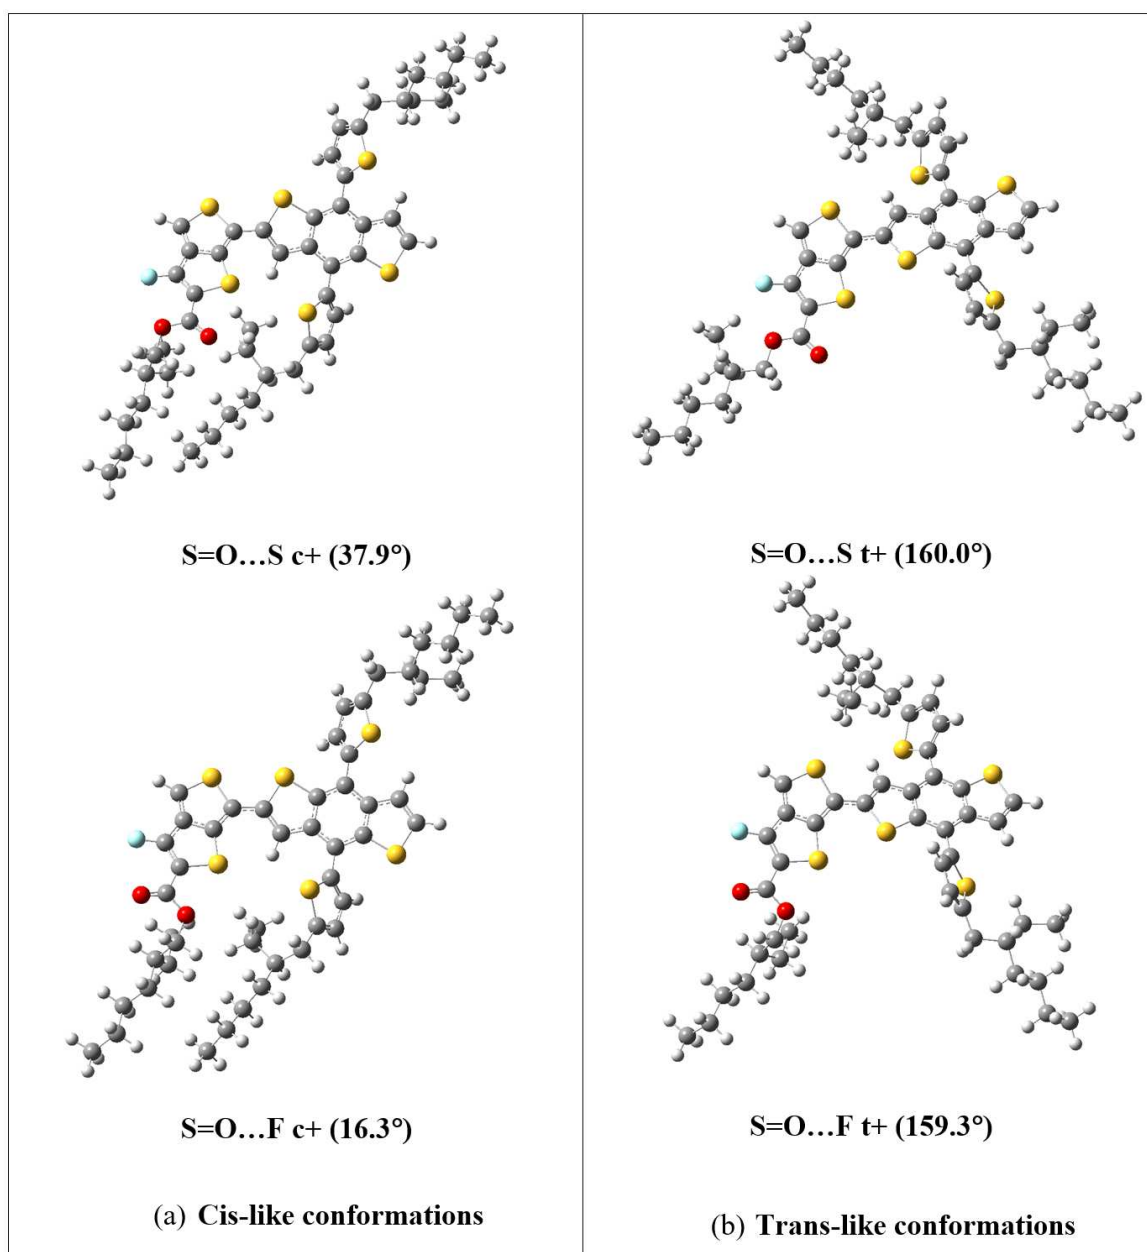 S=O…S c+ (37.9°)
S=O…S t+ (160.0°)
S=O…F c+ (16.3°)
S=O…F t+ (159.3°)
(a) Cis-like conformations
(b) Trans-like conformations